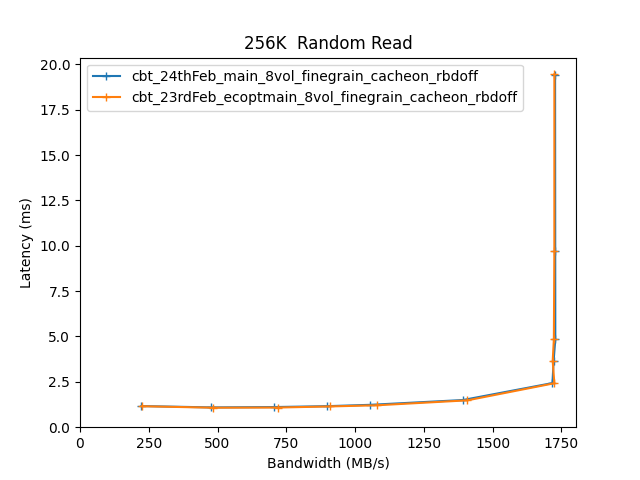 256K  Random Read
cbt_24thFeb_main_8vol_finegrain_cacheon_rbdoff
cbt_23rdFeb_ecoptmain_8vol_finegrain_cacheon_rbdoff
Latency (ms)
20.0
17.5
15.0
12.5
10.0
7.5
5.0
2.5
0.0
0 250 500 750 1000 1250 1500 1750
Bandwidth (MB/s)